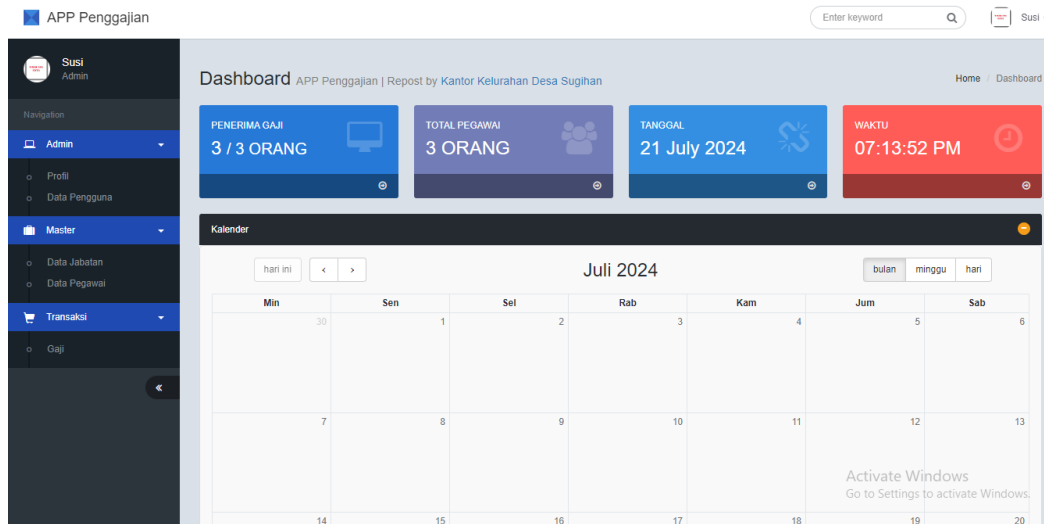 APP Penggajian
Enter keyword
Susi
Susi
Admin
Dashboard APP Penggajian | Repost by Kantor Kelurahan Desa Sugihan
Home / Dashboard
Navigation
Admin
Profil
Data Pengguna
Master
Data Jabatan
Data Pegawai
Transaksi
Gaji
PENERIMA GAJI
3 / 3 ORANG
TOTAL PEGAWAI
3 ORANG
TANGGAL
21 July 2024
WAKTU
07:13:52 PM
Kalender
hari ini
Juli 2024
bulan minggu hari
Min Sen Sel Rab Kam Jum Sab
30 1 2 3 4 5 6
7 8 9 10 11 12 13
Activate Windows
Go to Settings to activate Windows.
14 15 16 17 18 19 20